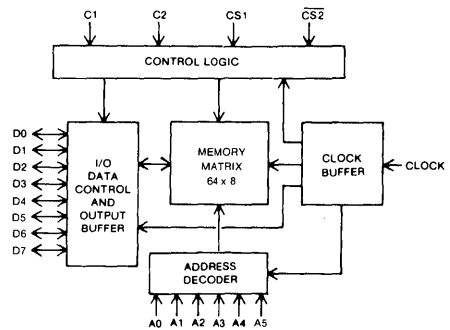 C1 C2 CS1 C̅S̅2̅
CONTROL LOGIC
D0
D1
D2
D3
D4
D5
D6
D7
I/O
DATA
CONTROL
AND
OUTPUT
BUFFER
MEMORY
MATRIX
64 x 8
CLOCK
BUFFER
CLOCK
ADDRESS
DECODER
A0 A1 A2 A3 A4 A5